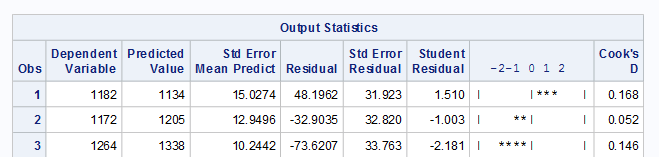 Output Statistics
Obs Dependent Variable Predicted Value Std Error Mean Predict Residual Std Error Residual Student Residual -2-1 0 1 2 Cook's D
1 1182 1134 15.0274 48.1962 31.923 1.510 | |*** | 0.168
2 1172 1205 12.9496 -32.9035 32.820 -1.003 | **| | 0.052
3 1264 1338 10.2442 -73.6207 33.763 -2.181 | ****| | 0.146